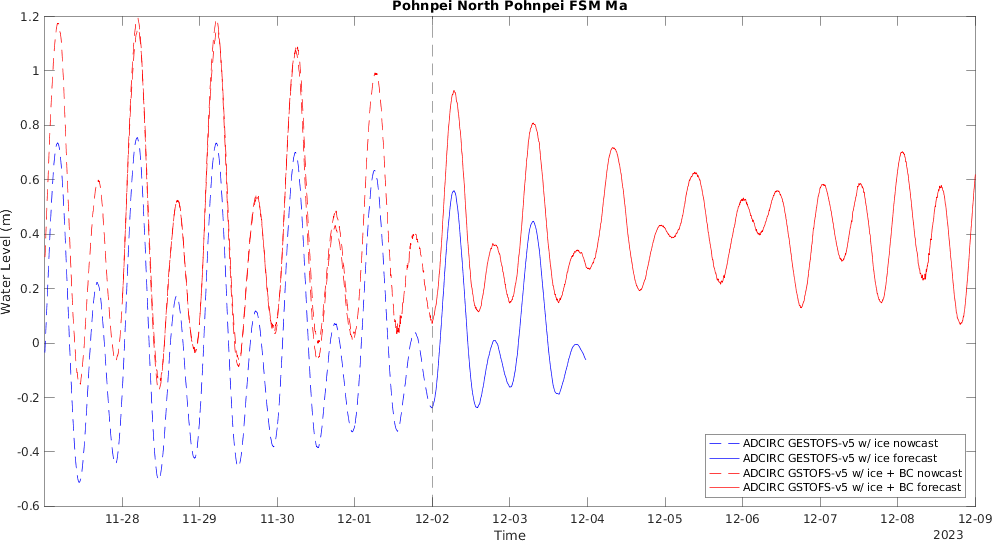 Pohnpei North Pohnpei FSM Ma
1.2
1
0.8
0.6
0.4
0.2
0
-0.2
-0.4
-0.6
Water Level (m)
ADCIRC GESTOFS-v5 w/ ice nowcast
ADCIRC GESTOFS-v5 w/ ice forecast
ADCIRC GSTOFS-v5 w/ ice + BC nowcast
ADCIRC GSTOFS-v5 w/ ice + BC forecast
11-28 11-29 11-30 12-01 12-02 12-03 12-04 12-05 12-06 12-07 12-08 12-09
Time
2023